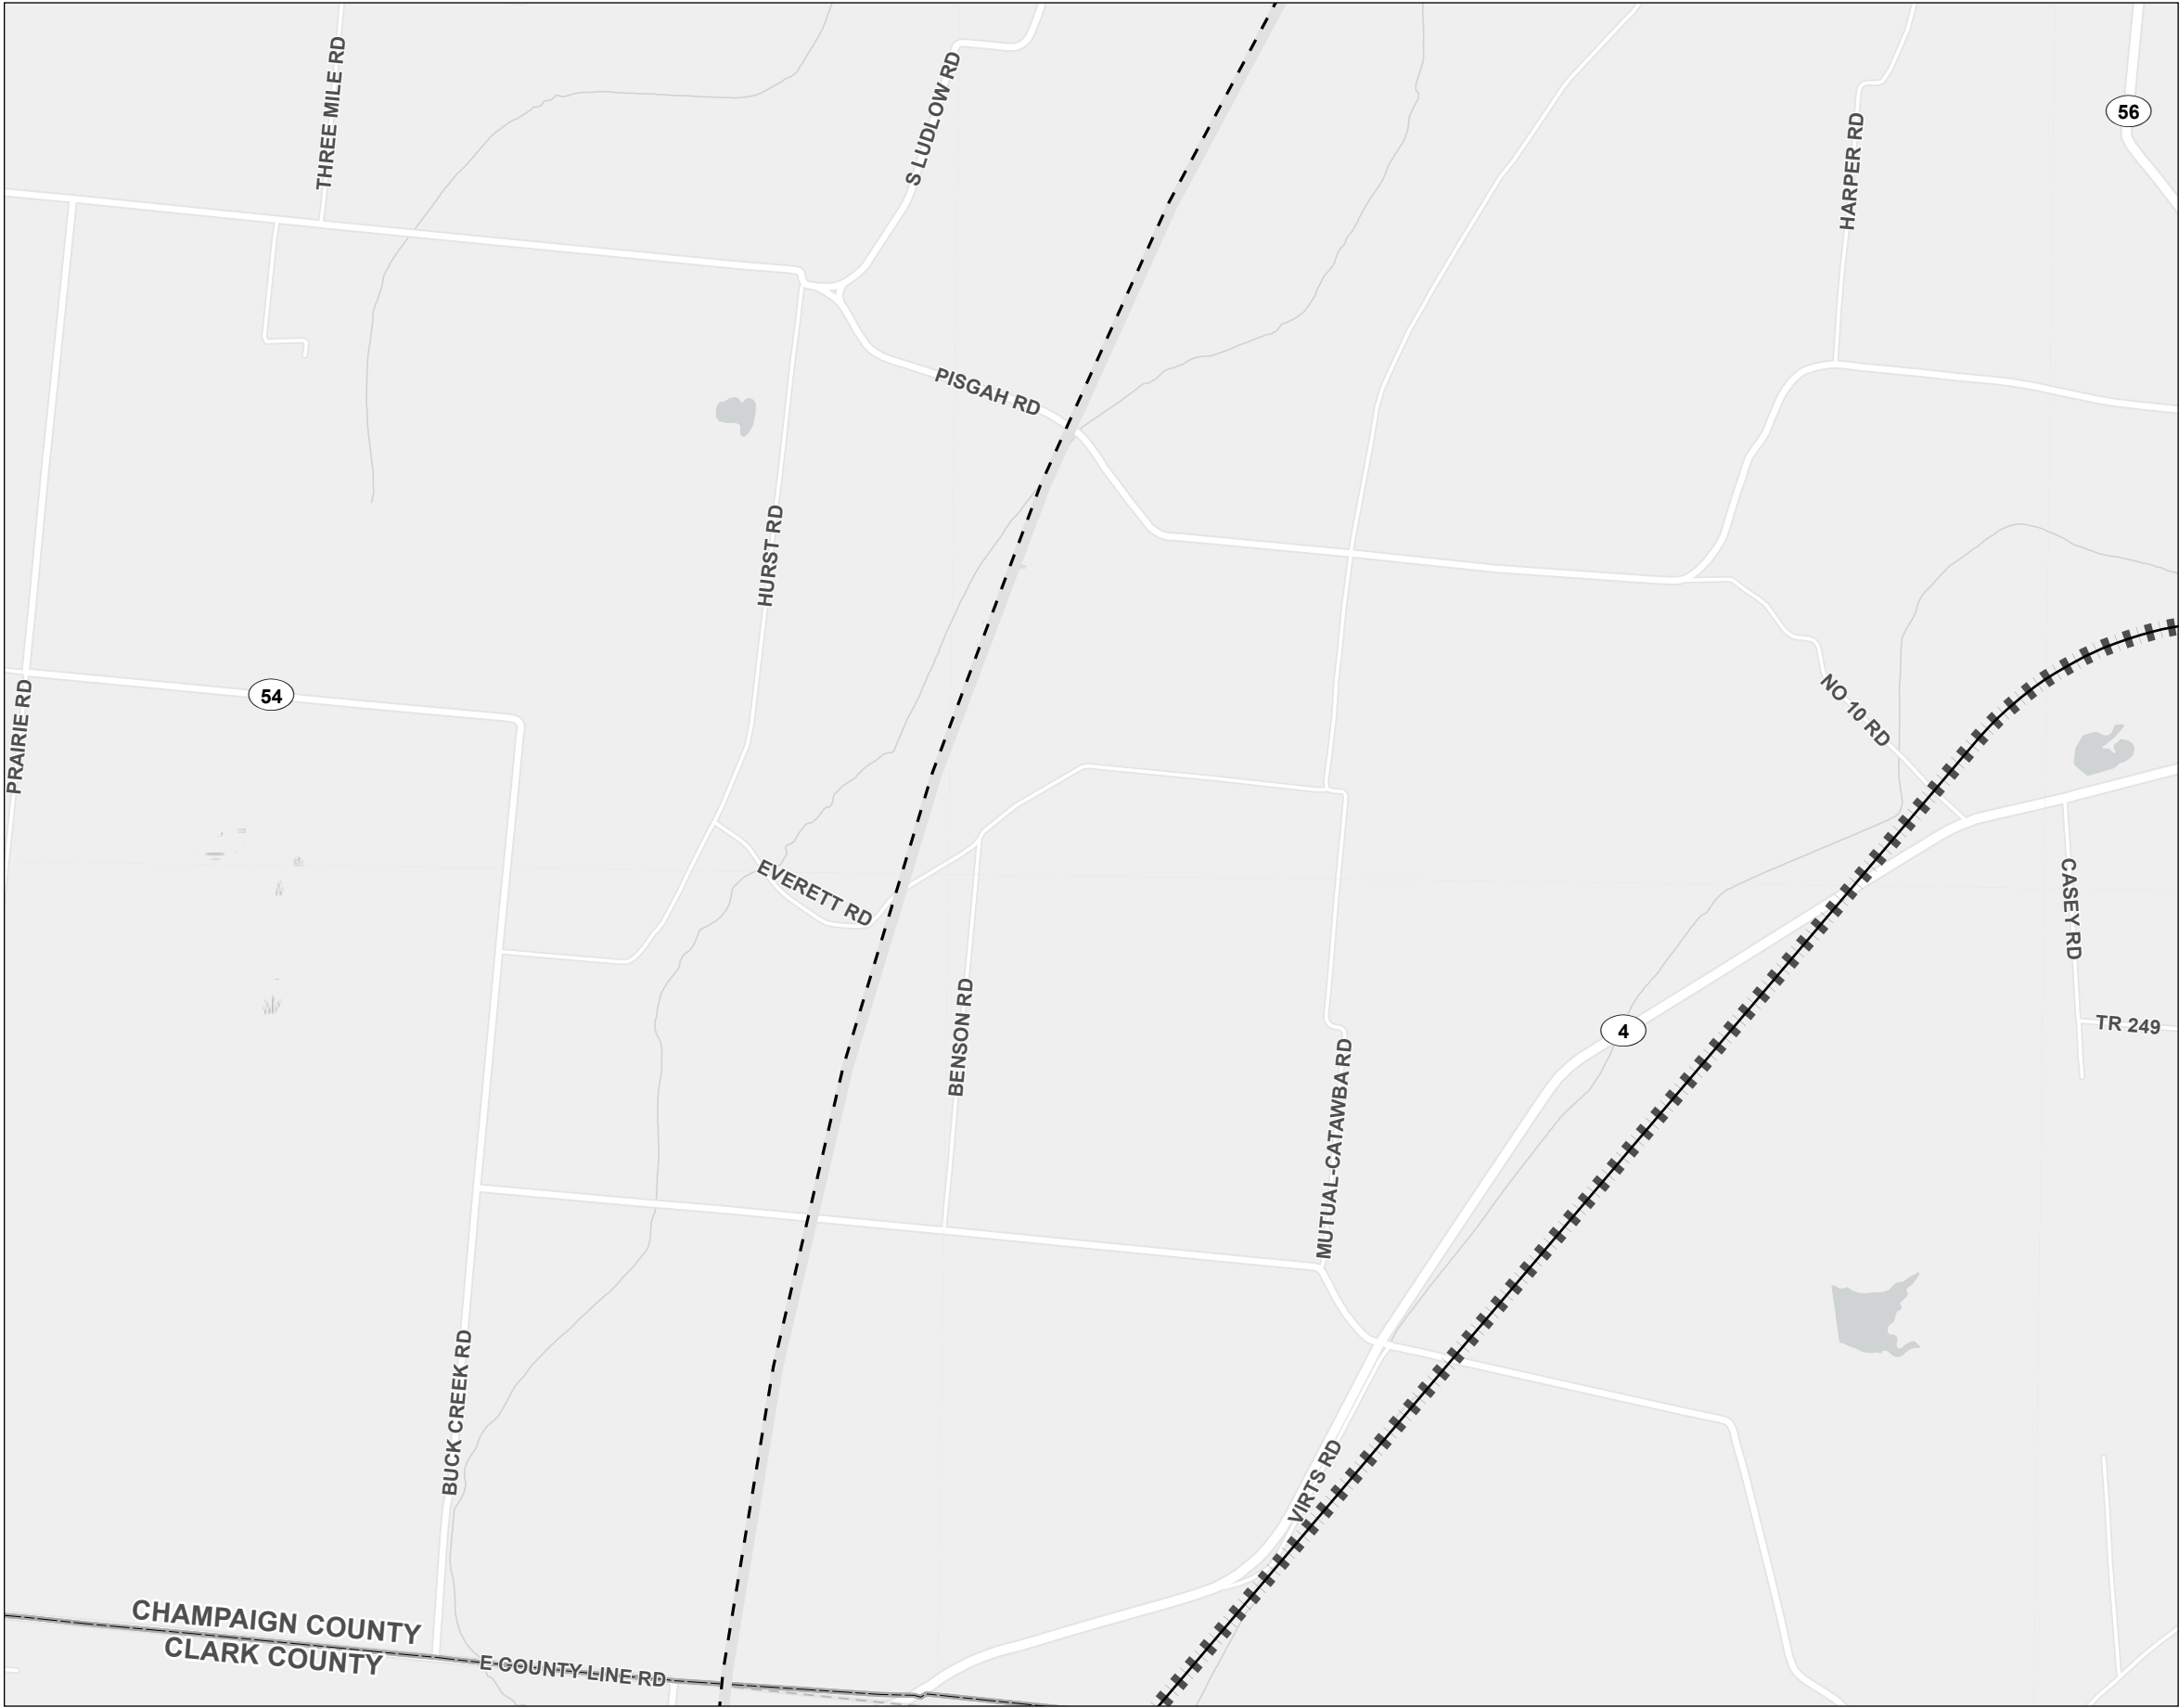 THREE MILE RD
S LUDLOW RD
56
HARPER RD
PISGAH RD
HURST RD
PRAIRIE RD
54
NO 10 RD
EVERETT RD
CASEY RD
BENSON RD
4
TR 249
MUTUAL-CATAWBA RD
BUCK CREEK RD
VIRTS RD
CHAMPAIGN COUNTY
CLARK COUNTY
E COUNTY LINE RD